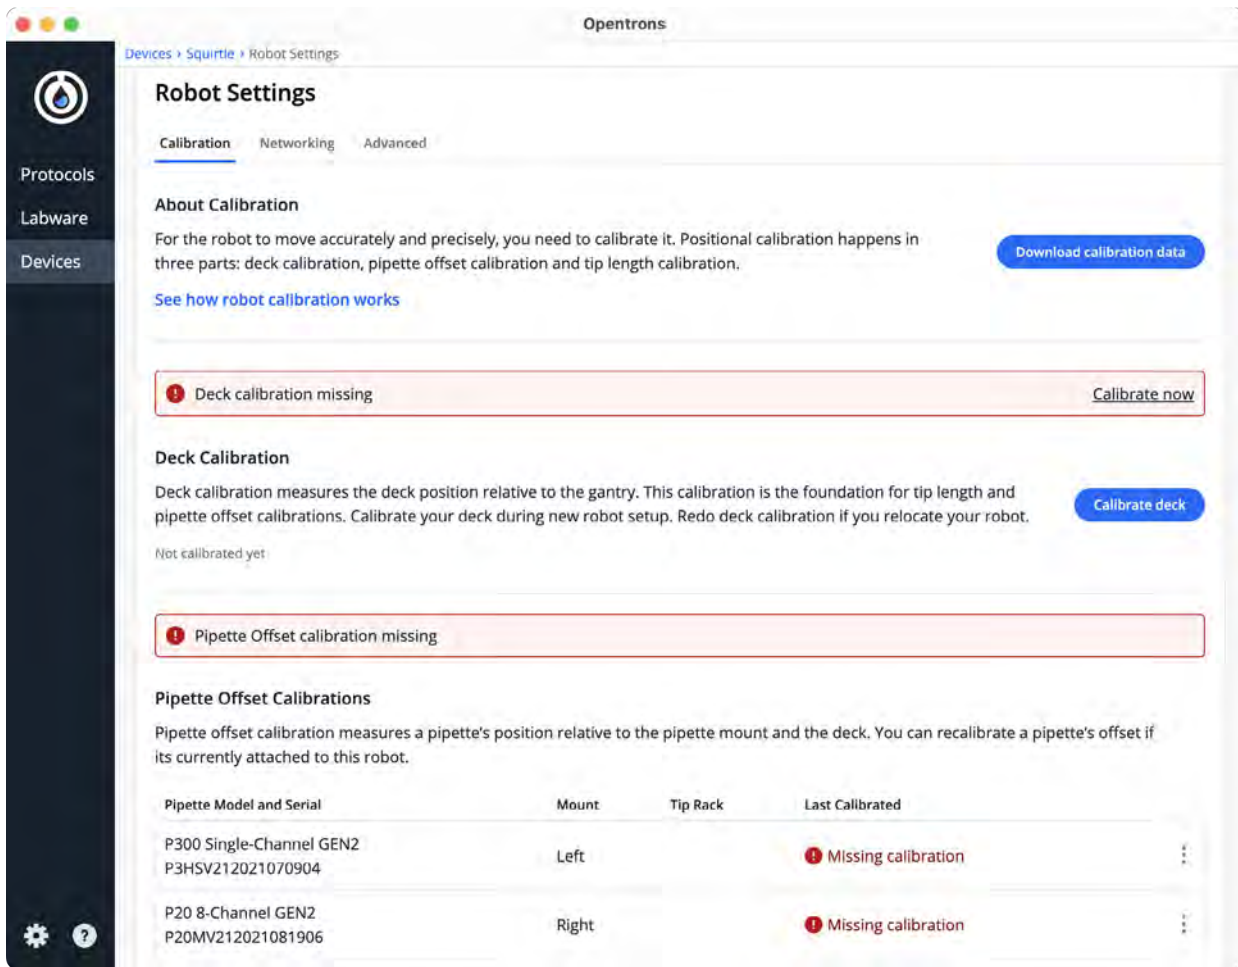 Opentrons
Devices › Squirtle › Robot Settings
Protocols
Labware
Devices
Robot Settings
Calibration Networking Advanced
About Calibration
For the robot to move accurately and precisely, you need to calibrate it. Positional calibration happens in
three parts: deck calibration, pipette offset calibration and tip length calibration.
Download calibration data
See how robot calibration works
Deck calibration missing
Calibrate now
Deck Calibration
Deck calibration measures the deck position relative to the gantry. This calibration is the foundation for tip length and
pipette offset calibrations. Calibrate your deck during new robot setup. Redo deck calibration if you relocate your robot.
Calibrate deck
Not calibrated yet
Pipette Offset calibration missing
Pipette Offset Calibrations
Pipette offset calibration measures a pipette's position relative to the pipette mount and the deck. You can recalibrate a pipette's offset if
its currently attached to this robot.
Pipette Model and Serial Mount Tip Rack Last Calibrated
P300 Single-Channel GEN2
P3HSV212021070904
Left
Missing calibration
P20 8-Channel GEN2
P20MV212021081906
Right
Missing calibration